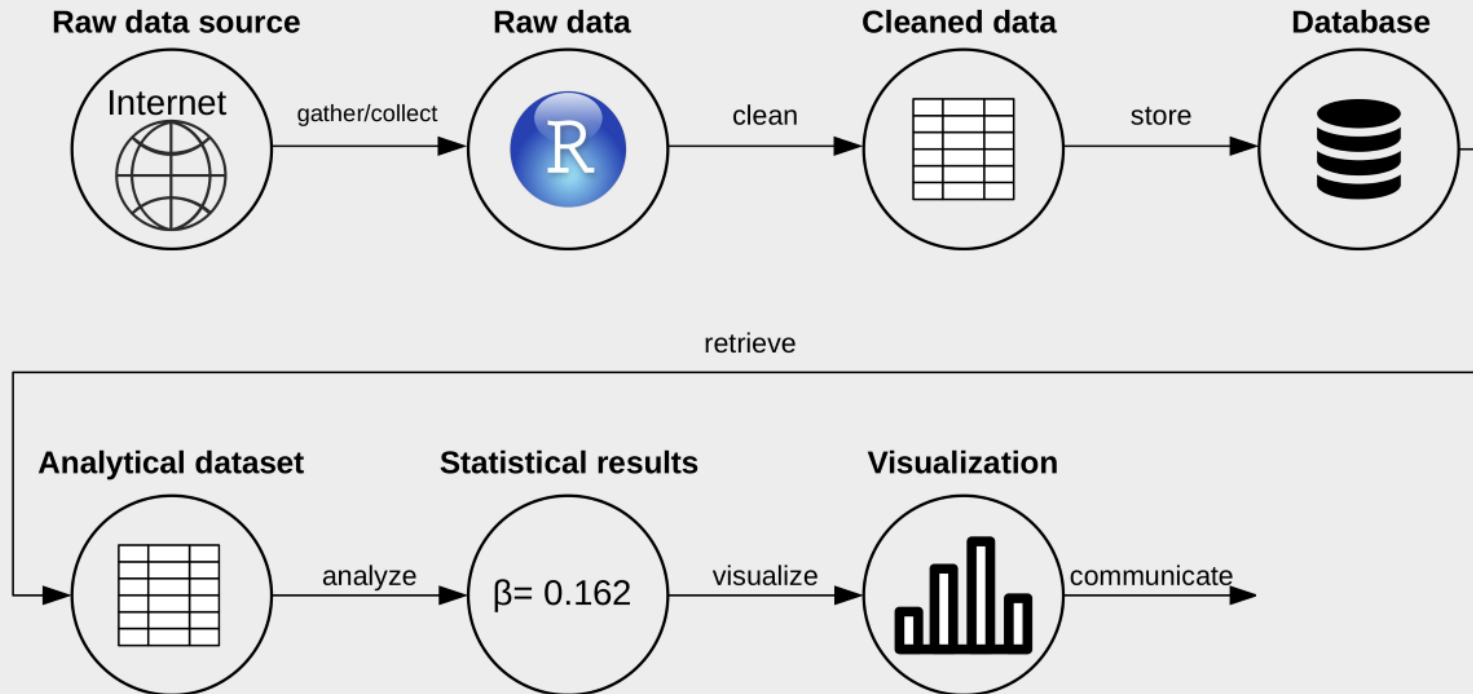 Raw data source
Raw data
Cleaned data
Database
Internet
gather/collect
R
clean
store
retrieve
Analytical dataset
Statistical results
Visualization
analyze
β= 0.162
visualize
communicate